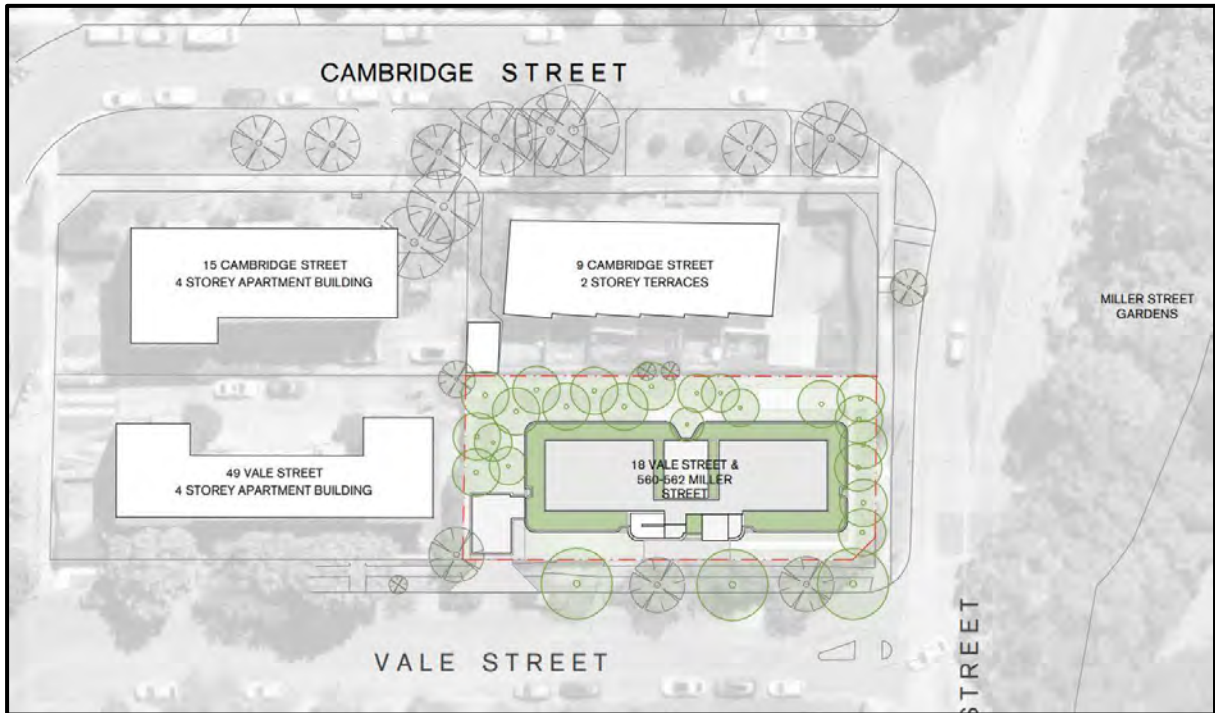 CAMBRIDGE STREET
15 CAMBRIDGE STREET
4 STOREY APARTMENT BUILDING
9 CAMBRIDGE STREET
2 STOREY TERRACES
MILLER STREET
GARDENS
49 VALE STREET
4 STOREY APARTMENT BUILDING
18 VALE STREET &
560-562 MILLER
STREET
VALE STREET
STREET